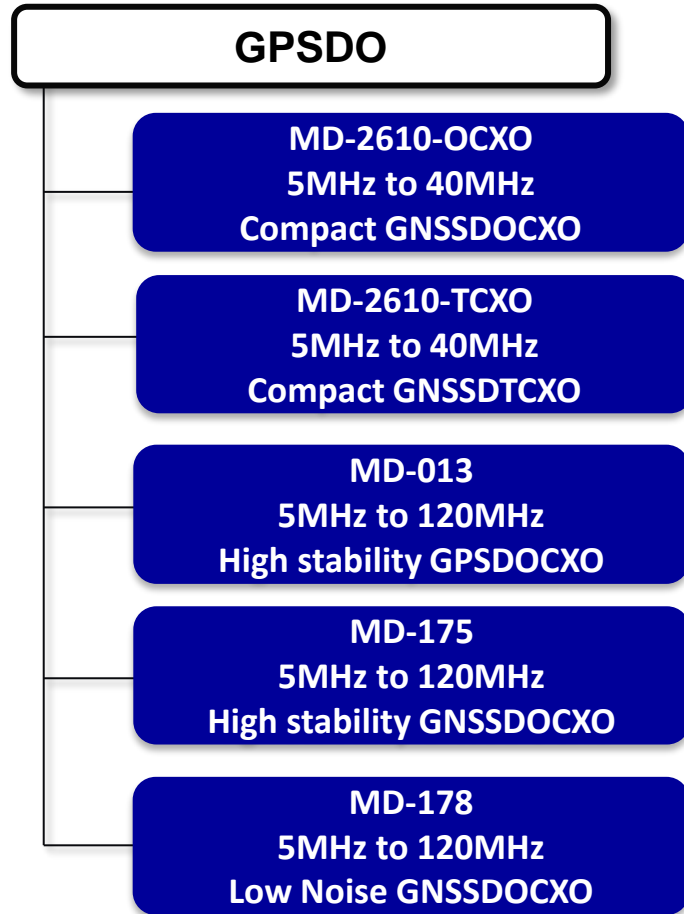 GPSDO
MD-2610-OCXO
5MHz to 40MHz
Compact GNSSDOCXO
MD-2610-TCXO
5MHz to 40MHz
Compact GNSSDTCXO
MD-013
5MHz to 120MHz
High stability GPSDOCXO
MD-175
5MHz to 120MHz
High stability GNSSDOCXO
MD-178
5MHz to 120MHz
Low Noise GNSSDOCXO